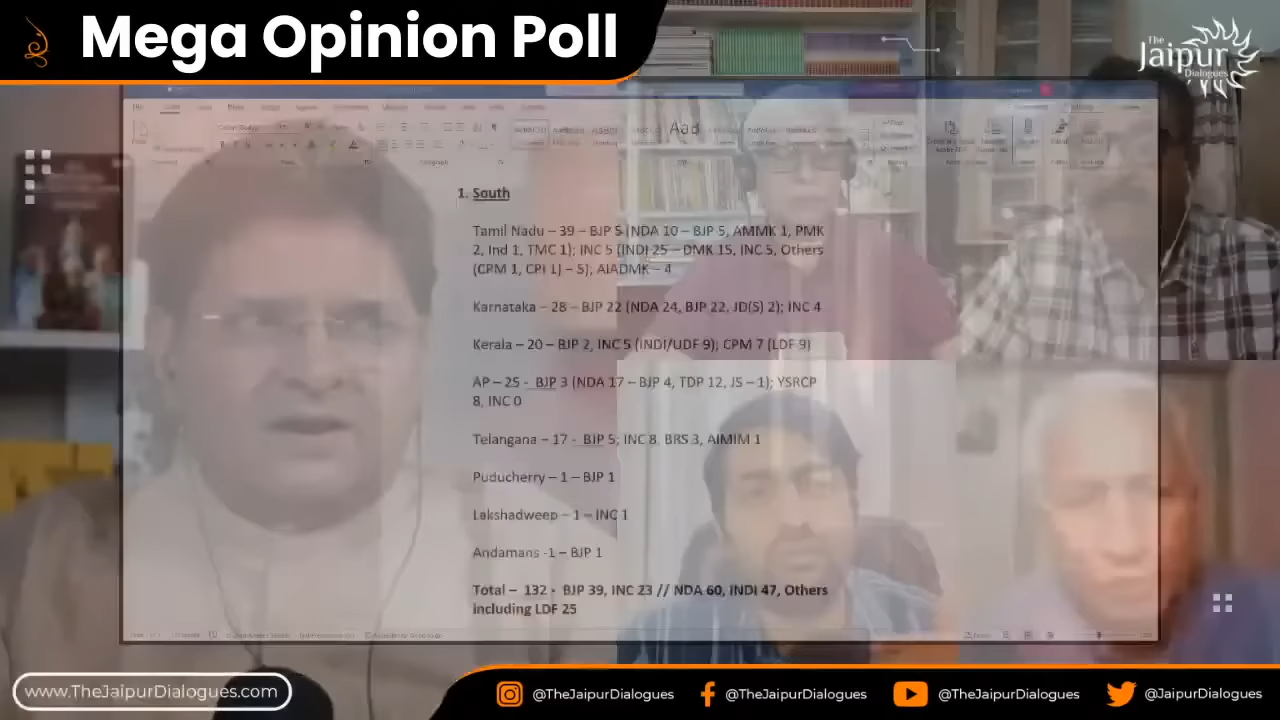 Mega Opinion Poll
The
Jaipur
Dialogues
Aad
1. South
Tamil Nadu – 39 – BJP 5 (NDA 10 – BJP 5, AMMK 1, PMK
2, Ind 1, TMC 1); INC 5 (INDI 25 – DMK 15, INC 5, Others
(CPM 1, CPI 1) – 5); AIADMK – 4
Karnataka – 28 – BJP 22 (NDA 24, BJP 22, JD(S) 2); INC 4
Kerala – 20 – BJP 2, INC 5 (INDI/UDF 9); CPM 7 (LDF 9)
AP – 25 - BJP 3 (NDA 17 – BJP 4, TDP 12, JS – 1); YSRCP
8, INC 0
Telangana – 17 - BJP 5; INC 8, BRS 3, AIMIM 1
Puducherry – 1 – BJP 1
Lakshadweep – 1 – INC 1
Andamans -1 – BJP 1
Total – 132 - BJP 39, INC 23 // NDA 60, INDI 47, Others
including LDF 25
www.TheJaipurDialogues.com
@TheJaipurDialogues
@TheJaipurDialogues
@TheJaipurDialogues
@JaipurDialogues